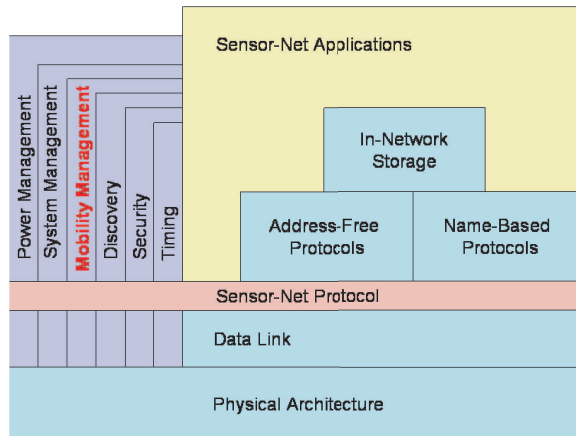 Power Management
System Management
Mobility Management
Discovery
Security
Timing
Sensor-Net Applications
In-Network
Storage
Address-Free
Protocols
Name-Based
Protocols
Sensor-Net Protocol
Data Link
Physical Architecture